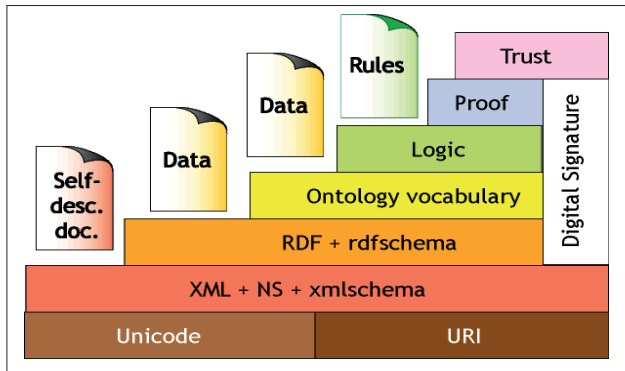 Rules
Trust
Data
Proof
Data
Logic
Self-
desc.
doc.
Ontology vocabulary
Digital Signature
RDF + rdfschema
XML + NS + xmlschema
Unicode
URI